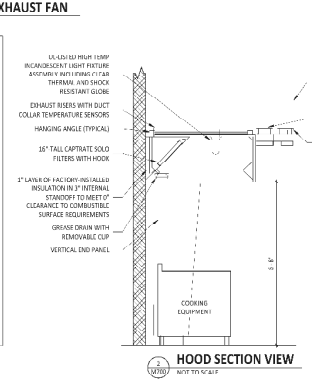 XHAUST FAN
UL-LISTED HIGH TEMP
INCANDESCENT LIGHT FIXTURE
ASSEMBLY INCLUDING CLEAR
THERMAL AND SHOCK
RESISTANT GLOBE
EXHAUST RISERS WITH DUCT
COLLAR TEMPERATURE SENSORS
HANGING ANGLE (TYPICAL)
16" TALL CAPTRATE SOLO
FILTERS WITH HOOK
1" LAYER OF FACTORY-INSTALLED
INSULATION IN 3" INTERNAL
STANDOFF TO MEET 0"
CLEARANCE TO COMBUSTIBLE
SURFACE REQUIREMENTS
GREASE DRAIN WITH
REMOVABLE CUP
VERTICAL END PANEL
COOKING
EQUIPMENT
2
M700
HOOD SECTION VIEW
NOT TO SCALE